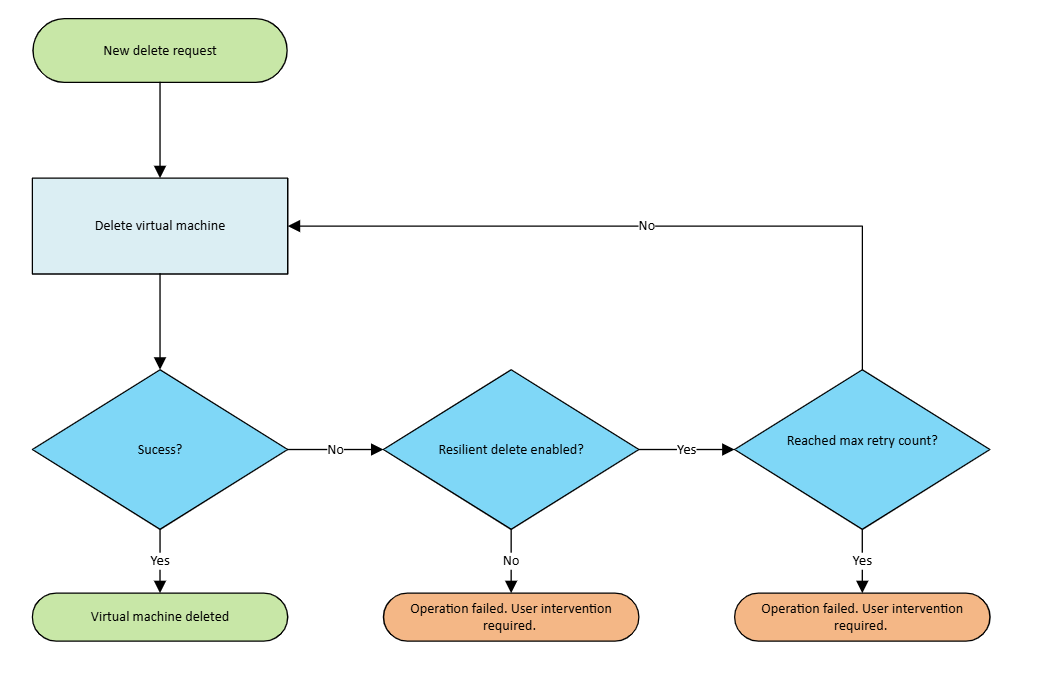 New delete request
Delete virtual machine
No
Sucess?
No
Resilient delete enabled?
Yes
Reached max retry count?
Yes
No
Yes
Virtual machine deleted
Operation failed. User intervention
required.
Operation failed. User intervention
required.